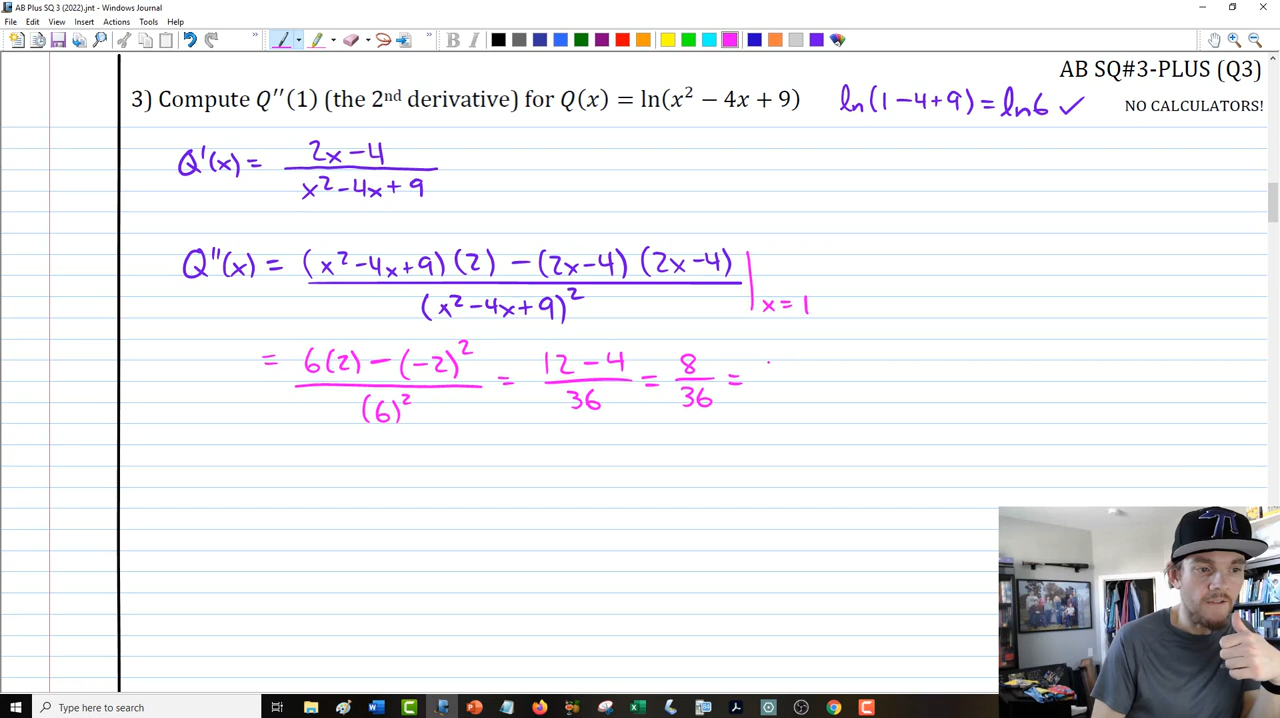 AB Plus SQ 3 (2022).jnt - Windows Journal
File Edit View Insert Actions Tools Help
AB SQ#3-PLUS (Q3)
3) Compute Q′′(1) (the 2nd derivative) for Q(x) = ln(x² − 4x + 9) ln(1−4+9) = ln6 ✓
NO CALCULATORS!
Q'(x) = (2x−4)/(x²−4x+9)
Q"(x) = ((x²−4x+9)(2) − (2x−4)(2x−4))/(x²−4x+9)² | x=1
= (6(2) − (−2)²)/(6)² = (12−4)/36 = 8/36 =
Type here to search